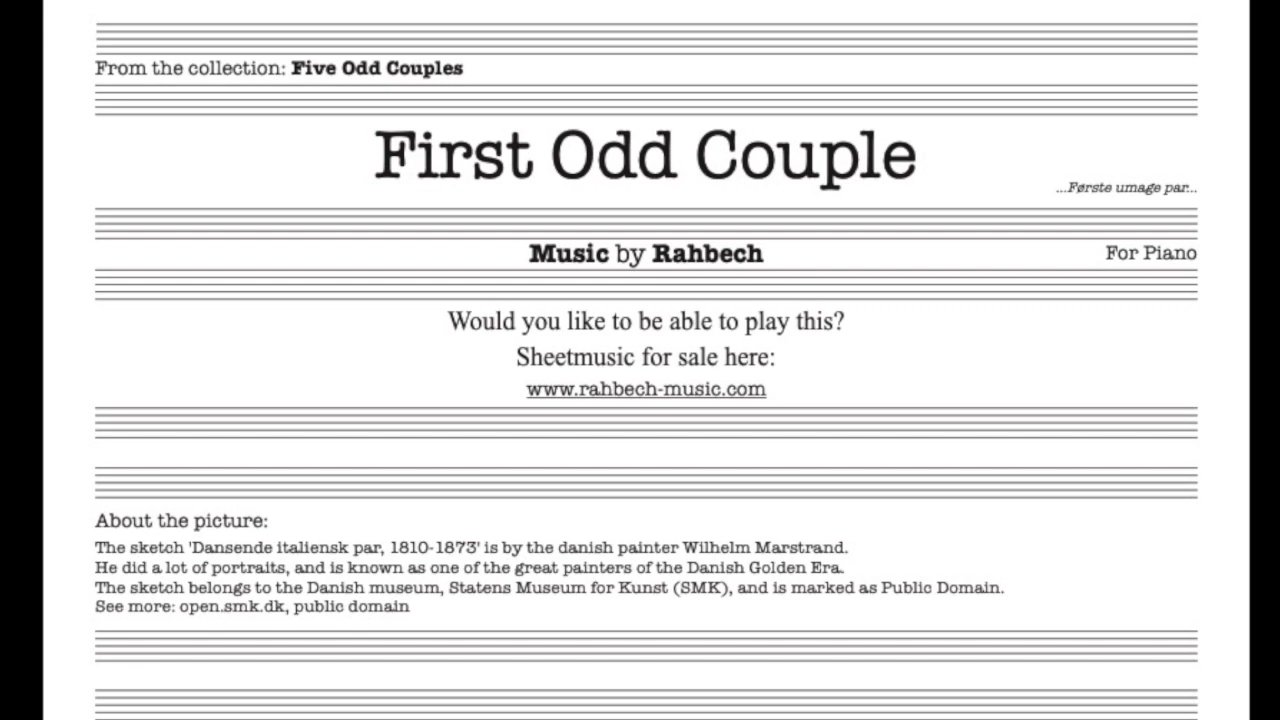 From the collection: Five Odd Couples
First Odd Couple
...Første umage par...
Music by Rahbech
For Piano
Would you like to be able to play this?
Sheetmusic for sale here:
www.rahbech-music.com
About the picture:
The sketch 'Dansende italiensk par, 1810-1873' is by the danish painter Wilhelm Marstrand.
He did a lot of portraits, and is known as one of the great painters of the Danish Golden Era.
The sketch belongs to the Danish museum, Statens Museum for Kunst (SMK), and is marked as Public Domain.
See more: open.smk.dk, public domain